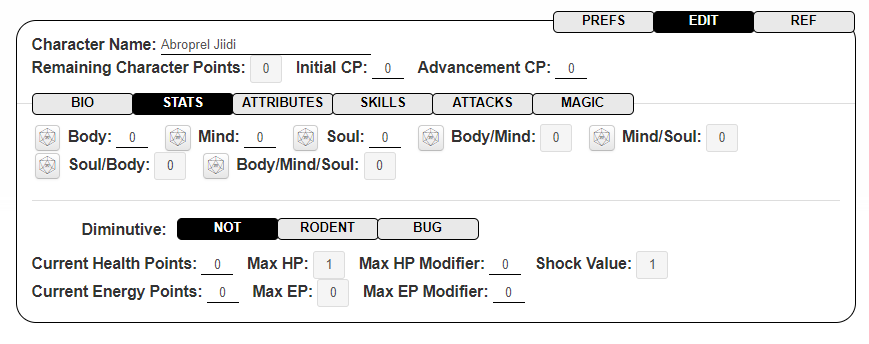 PREFS EDIT REF
Character Name: Abroprel Jiidi
Remaining Character Points: 0 Initial CP: 0 Advancement CP: 0
BIO STATS ATTRIBUTES SKILLS ATTACKS MAGIC
Body: 0 Mind: 0 Soul: 0 Body/Mind: 0 Mind/Soul: 0
Soul/Body: 0 Body/Mind/Soul: 0
Diminutive: NOT RODENT BUG
Current Health Points: 0 Max HP: 1 Max HP Modifier: 0 Shock Value: 1
Current Energy Points: 0 Max EP: 0 Max EP Modifier: 0